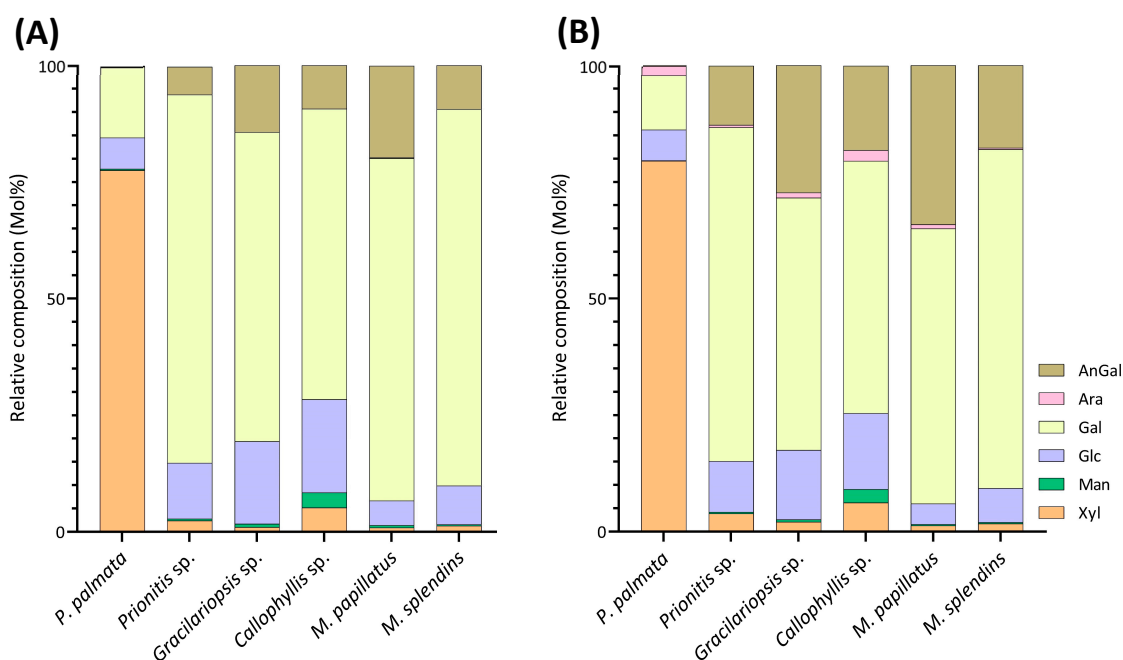 (A)
Relative composition (Mol%)
100
50
0
P. palmata
Prionitis sp.
Gracilariopsis sp.
Callophyllis sp.
M. papillatus
M. splendins
(B)
Relative composition (Mol%)
100
50
0
P. palmata
Prionitis sp.
Gracilariopsis sp.
Callophyllis sp.
M. papillatus
M. splendins
AnGal
Ara
Gal
Glc
Man
Xyl